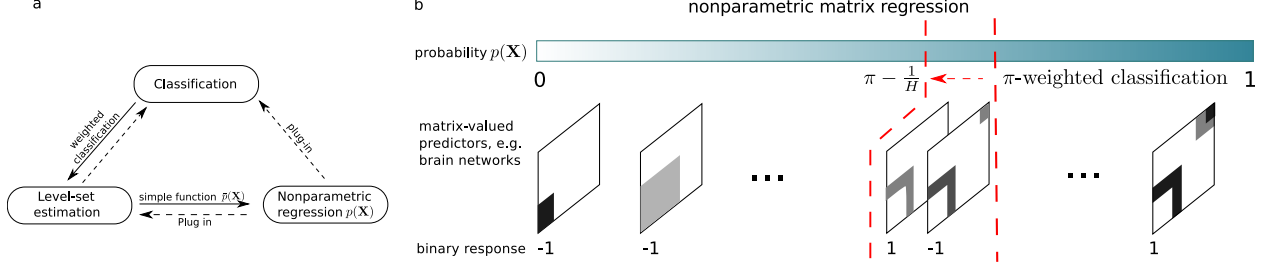 a
Classification
weighted
classification
plug-in
Level-set
estimation
simple function p̄(X)
Plug in
Nonparametric
regression p(X)
b
nonparametric matrix regression
probability p(X)
0
π − 1/H
π-weighted classification
1
matrix-valued
predictors, e.g.
brain networks
...
...
binary response
-1
-1
1
-1
1